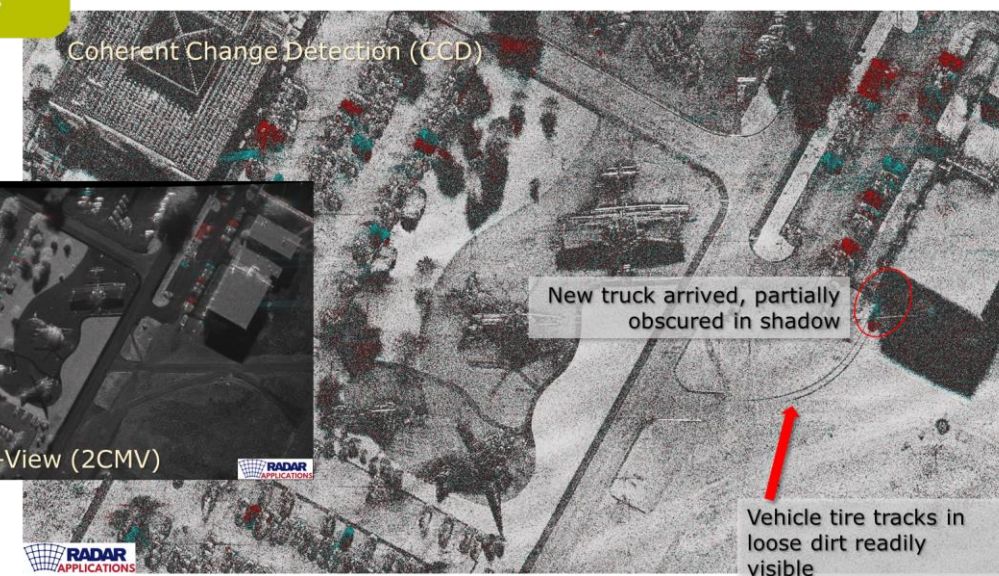 Coherent Change Detection (CCD)
New truck arrived, partially
obscured in shadow
-View (2CMV)
RADAR
APPLICATIONS
Vehicle tire tracks in
loose dirt readily
visible
RADAR
APPLICATIONS